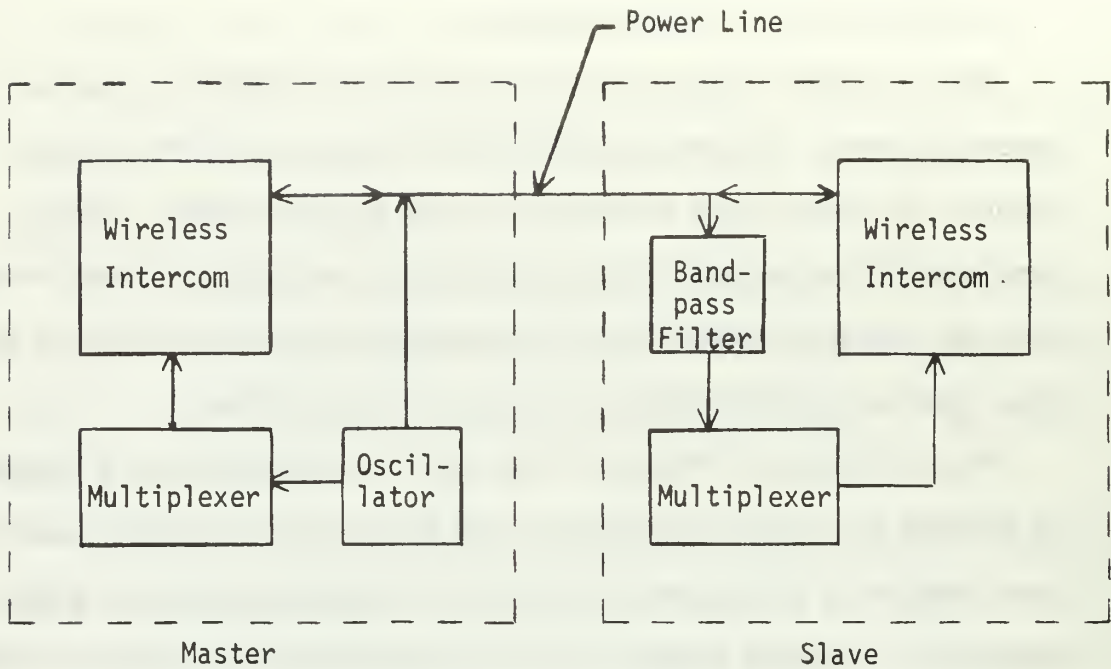 Power Line
Wireless
Intercom
Multiplexer
Oscil-
lator
Master
Band-
pass
Filter
Wireless
Intercom
Multiplexer
Slave